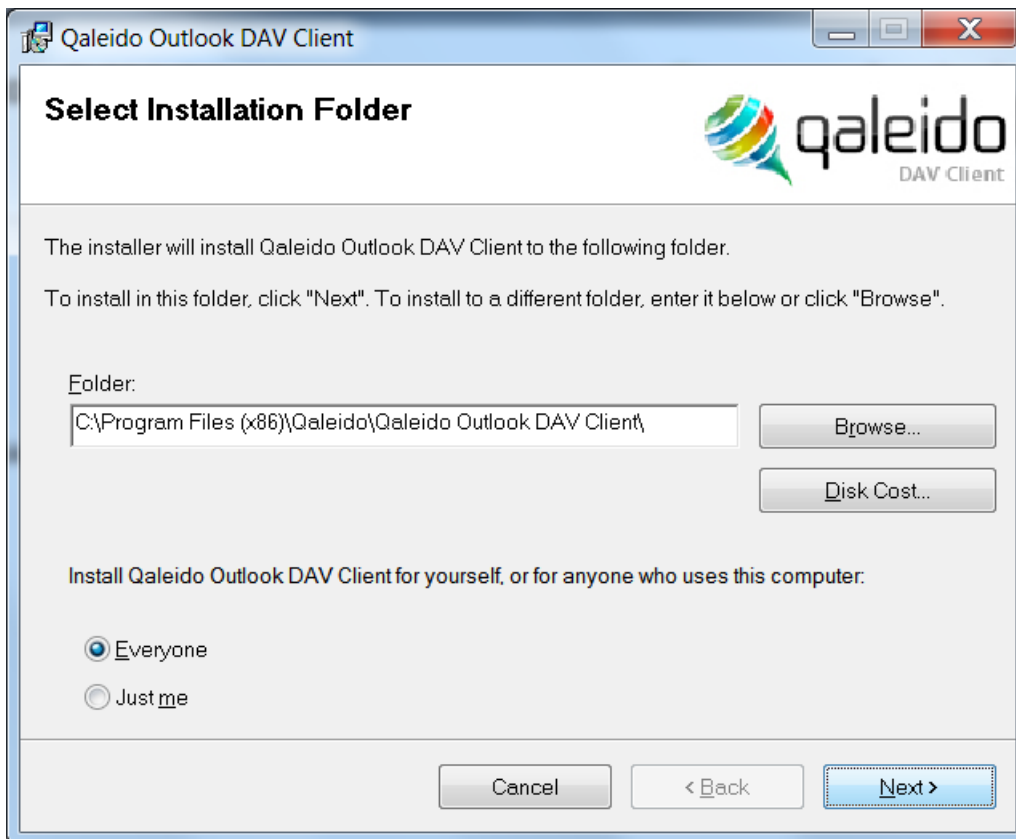 Qaleido Outlook DAV Client
Select Installation Folder
qaleido
DAV Client
The installer will install Qaleido Outlook DAV Client to the following folder.
To install in this folder, click "Next". To install to a different folder, enter it below or click "Browse".
Folder:
C:\Program Files (x86)\Qaleido\Qaleido Outlook DAV Client\
Browse...
Disk Cost...
Install Qaleido Outlook DAV Client for yourself, or for anyone who uses this computer:
Everyone
Just me
Cancel
< Back
Next >